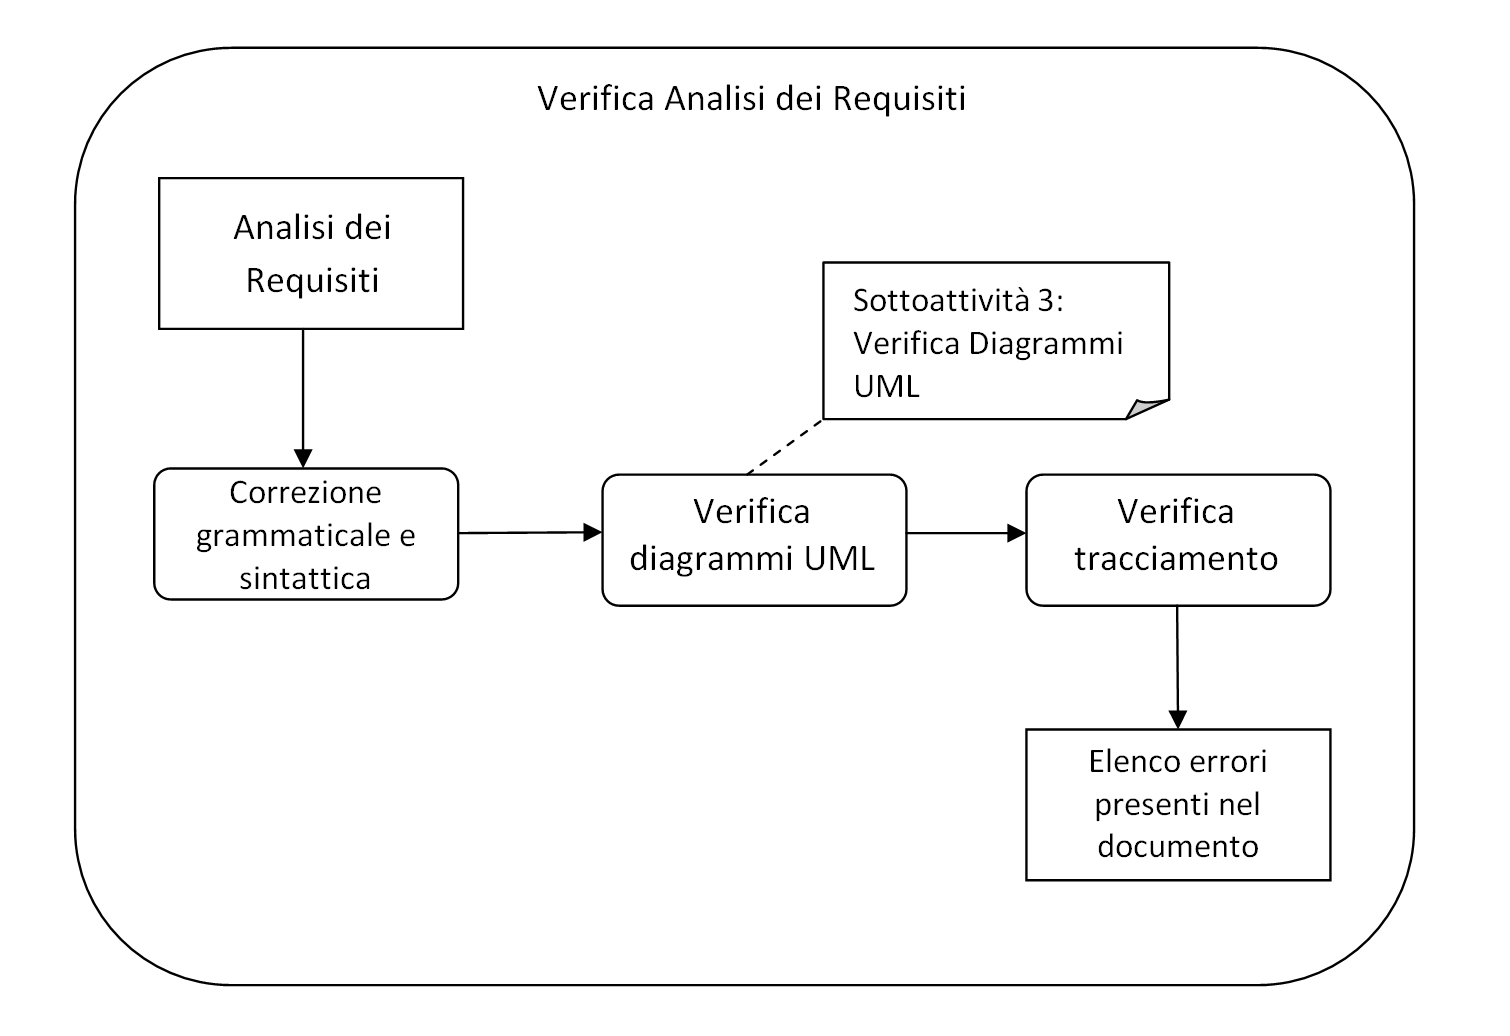 Verifica Analisi dei Requisiti
Analisi dei
Requisiti
Sottoattività 3:
Verifica Diagrammi
UML
Correzione
grammaticale e
sintattica
Verifica
diagrammi UML
Verifica
tracciamento
Elenco errori
presenti nel
documento